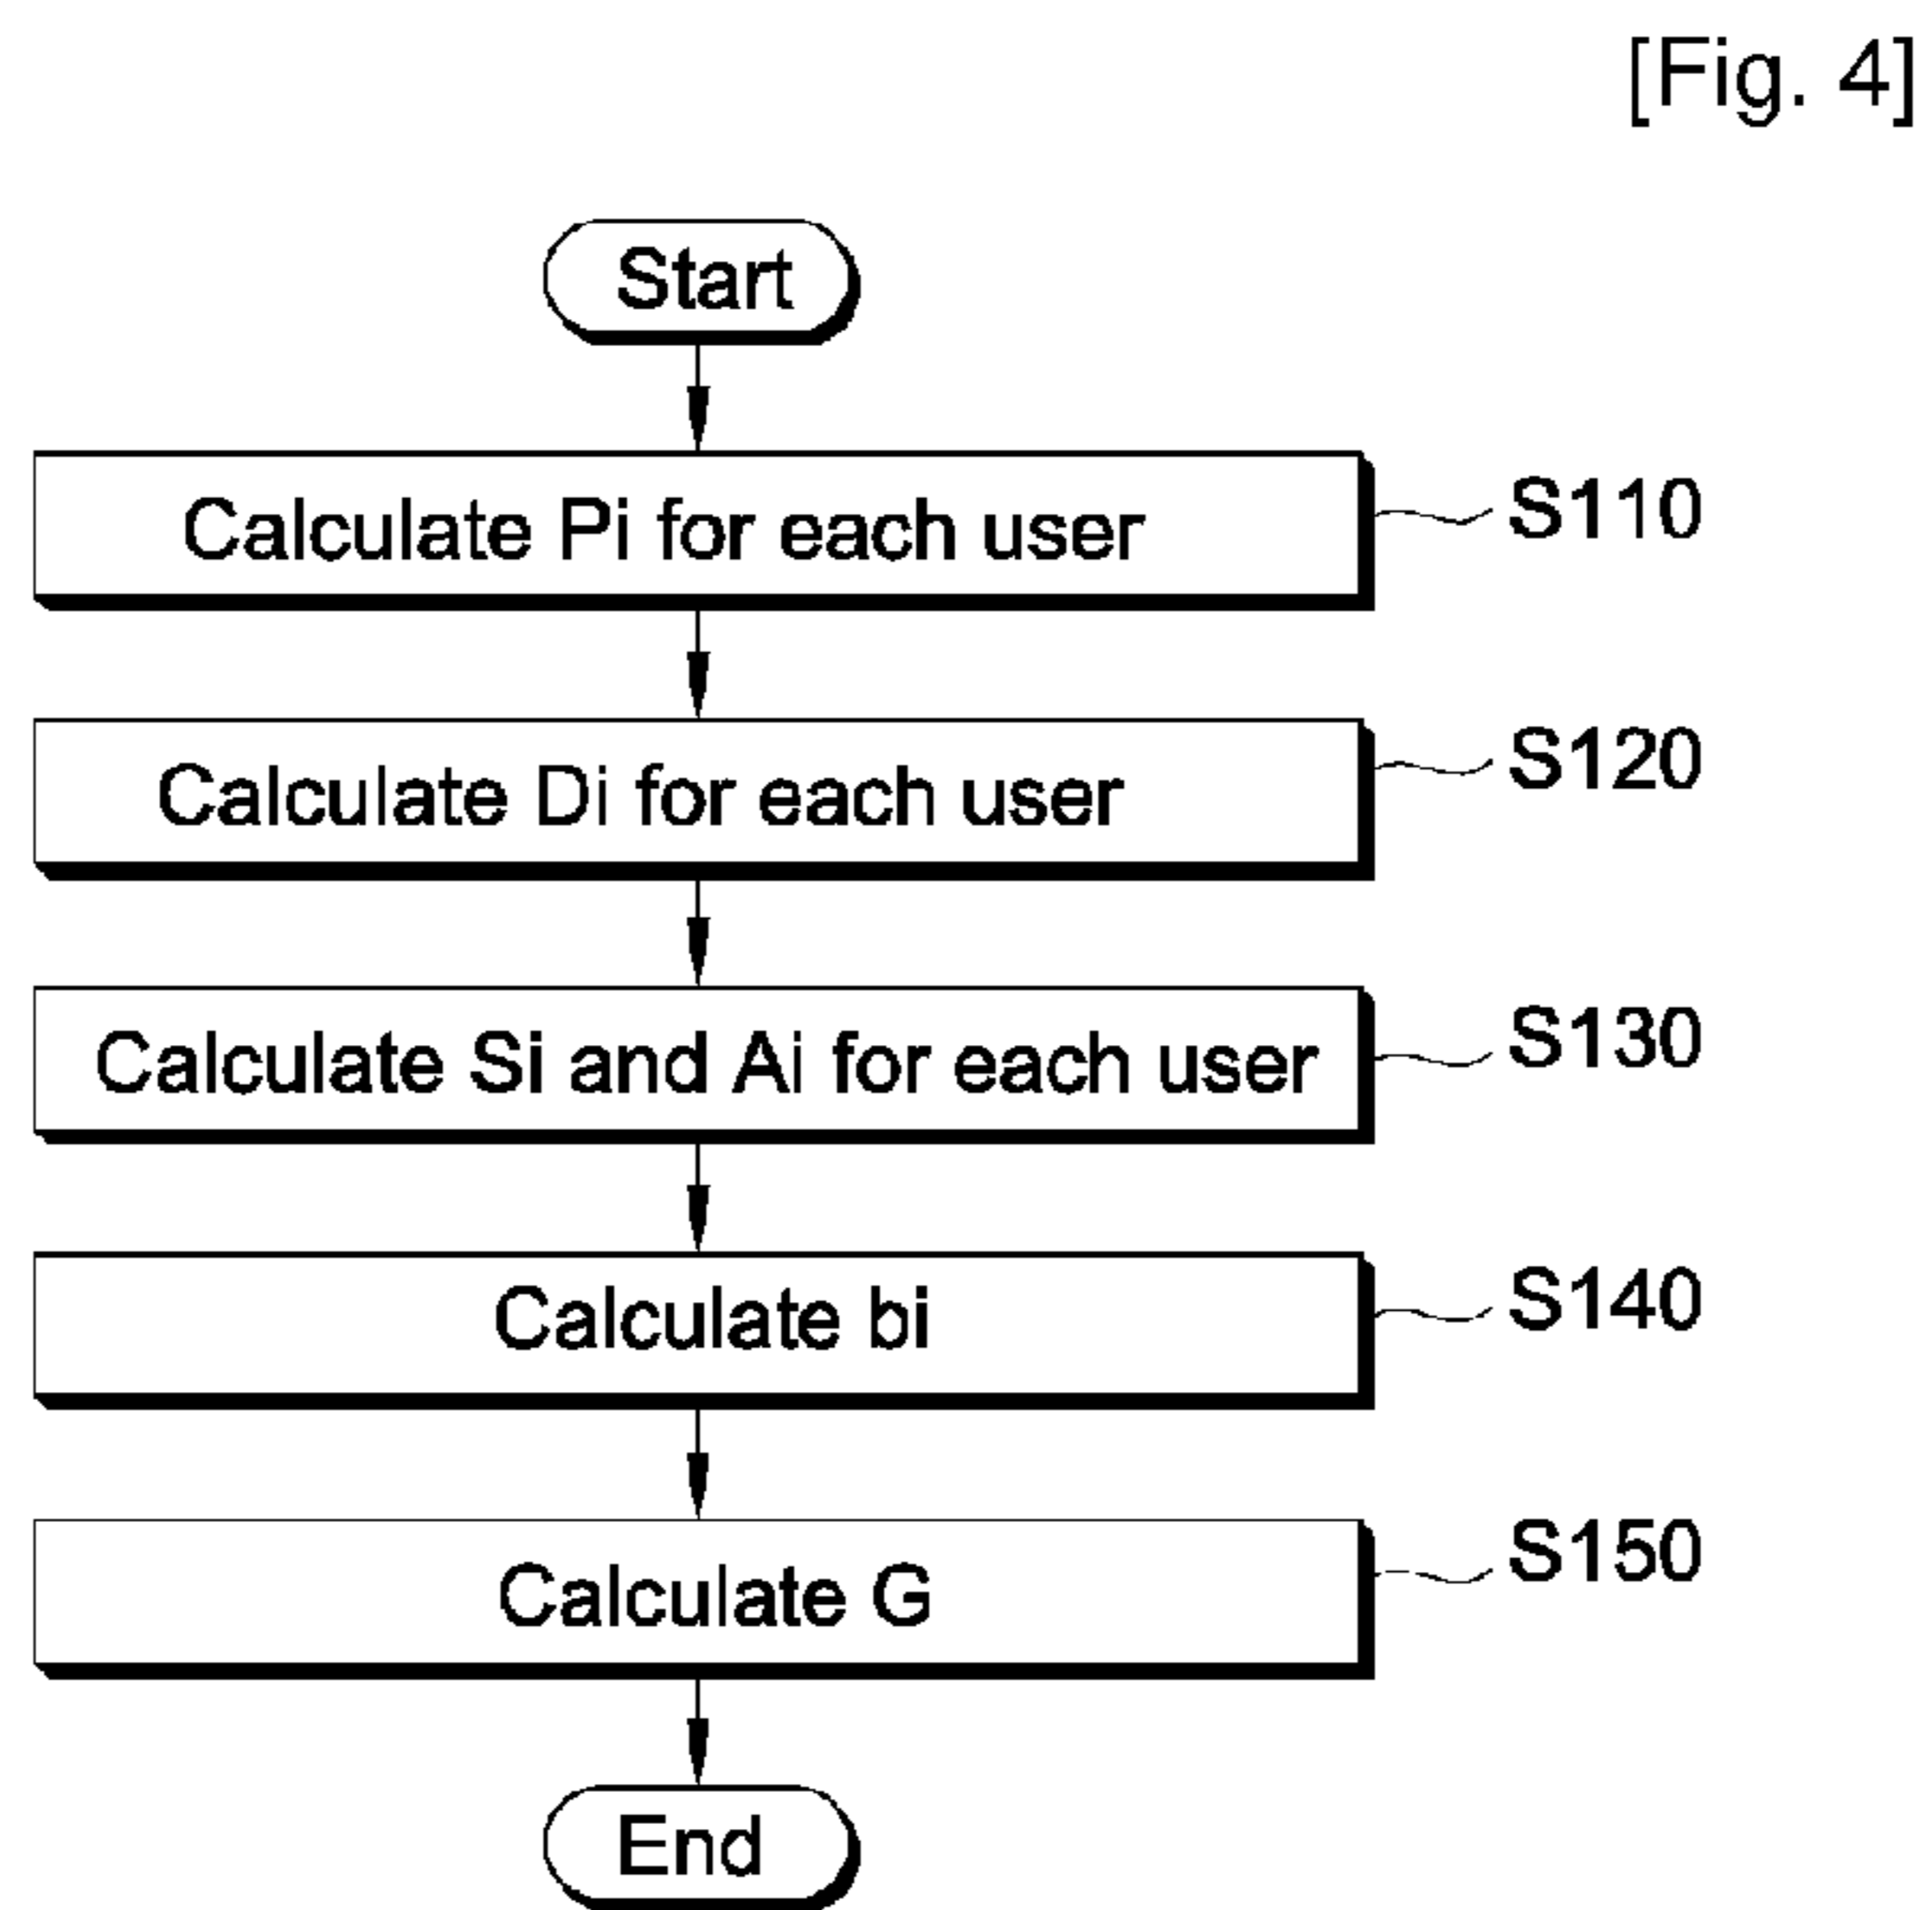 [Fig. 4]
Start
Calculate Pi for each user
S110
Calculate Di for each user
S120
Calculate Si and Ai for each user
S130
Calculate bi
S140
Calculate G
S150
End